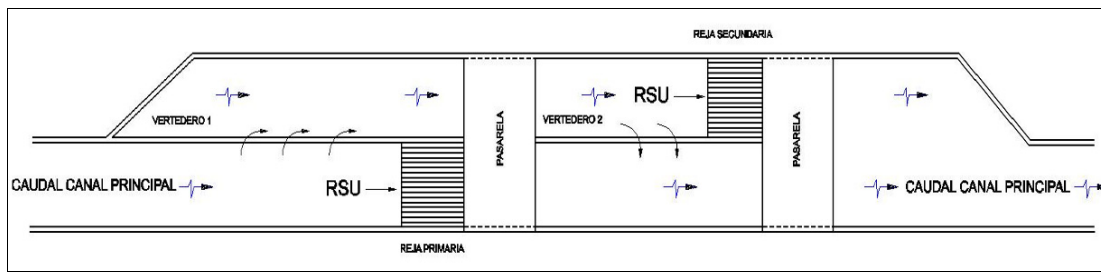 REJA SECUNDARIA
RSU
VERTEDERO 1
VERTEDERO 2
PASARELA
PASARELA
CAUDAL CANAL PRINCIPAL
RSU
CAUDAL CANAL PRINCIPAL
REJA PRIMARIA